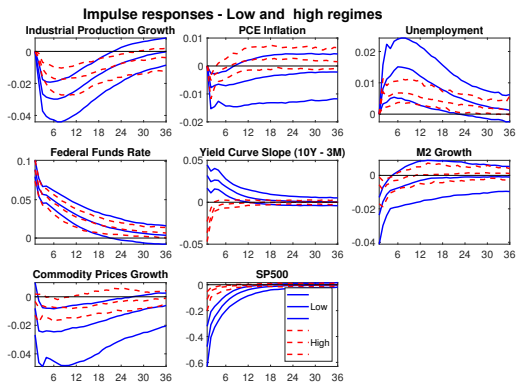 Impulse responses - Low and high regimes
Industrial Production Growth
0
-0.02
-0.04
6 12 18 24 30 36
PCE Inflation
0.01
0
-0.01
-0.02
6 12 18 24 30 36
Unemployment
0.02
0.01
0
6 12 18 24 30 36
Federal Funds Rate
0.1
0.05
0
6 12 18 24 30 36
Yield Curve Slope (10Y - 3M)
0.05
0
-0.05
6 12 18 24 30 36
M2 Growth
0
-0.02
-0.04
6 12 18 24 30 36
Commodity Prices Growth
0
-0.02
-0.04
6 12 18 24 30 36
SP500
0
-0.2
-0.4
-0.6
6 12 18 24 30 36
Low
High